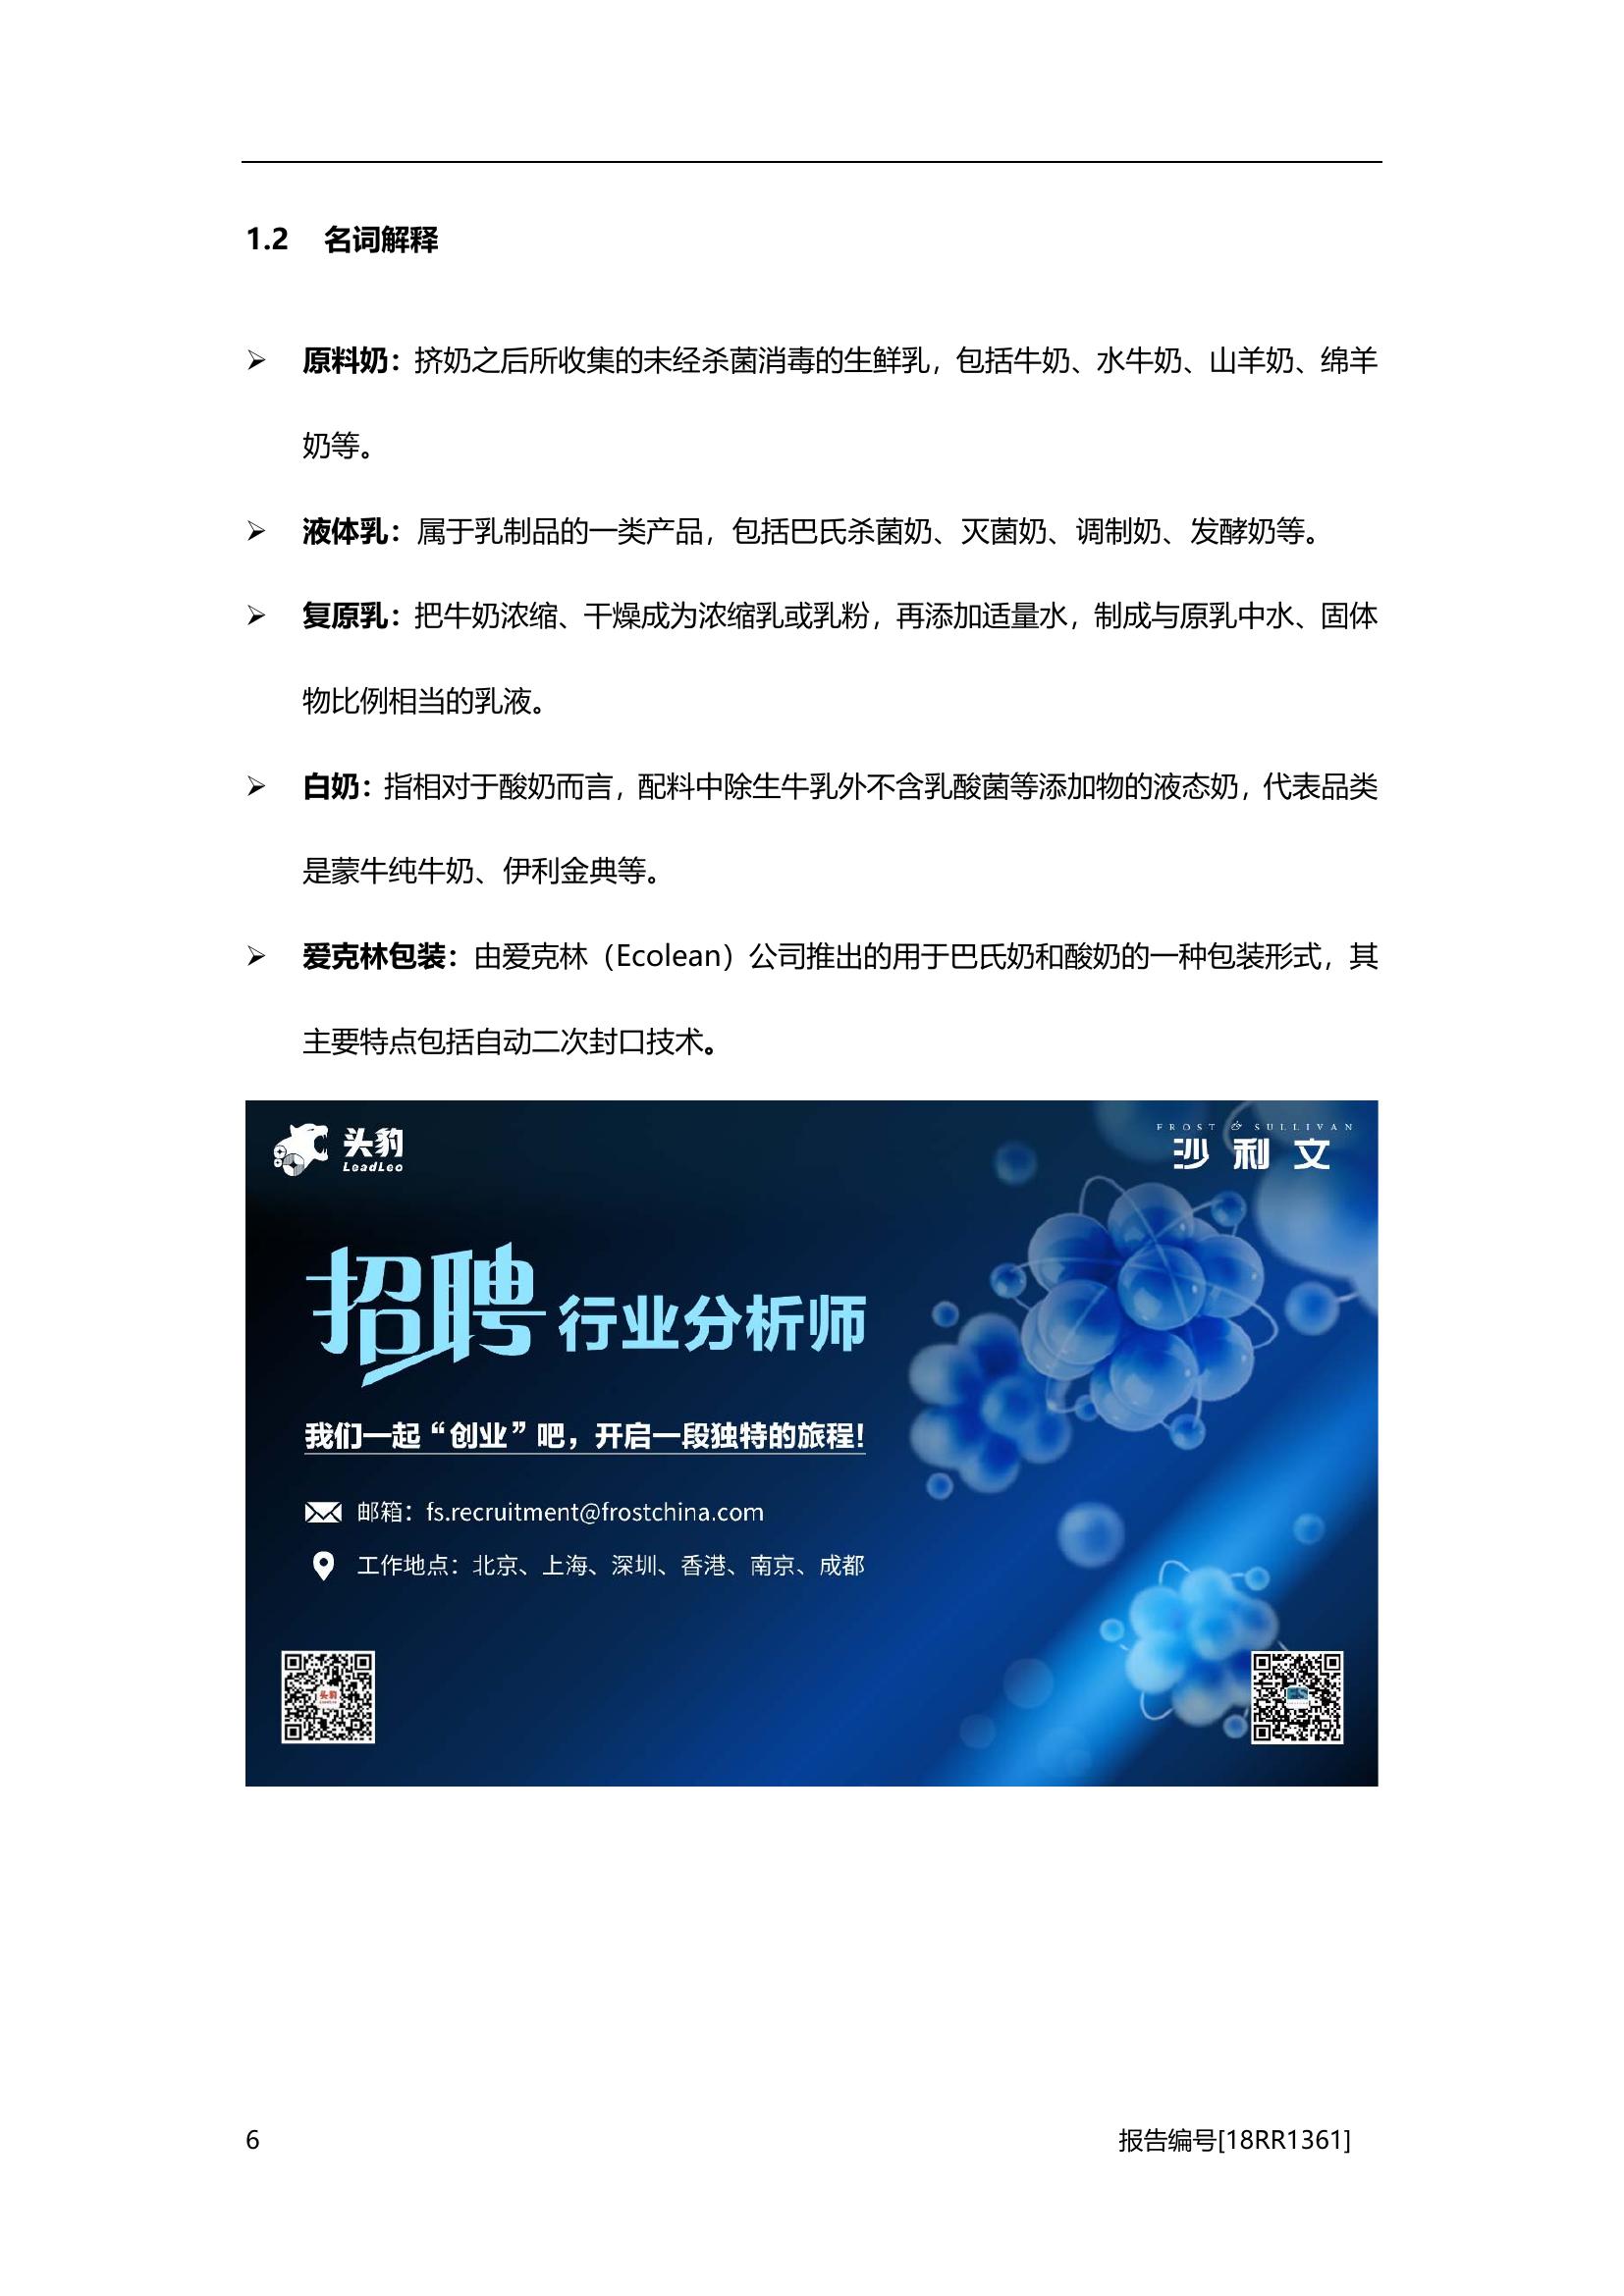 1.2 名词解释
➢ 原料奶：挤奶之后所收集的未经杀菌消毒的生鲜乳，包括牛奶、水牛奶、山羊奶、绵羊
奶等。
➢ 液体乳：属于乳制品的一类产品，包括巴氏杀菌奶、灭菌奶、调制奶、发酵奶等。
➢ 复原乳：把牛奶浓缩、干燥成为浓缩乳或乳粉，再添加适量水，制成与原乳中水、固体
物比例相当的乳液。
➢ 白奶：指相对于酸奶而言，配料中除生牛乳外不含乳酸菌等添加物的液态奶，代表品类
是蒙牛纯牛奶、伊利金典等。
➢ 爱克林包装：由爱克林（Ecolean）公司推出的用于巴氏奶和酸奶的一种包装形式，其
主要特点包括自动二次封口技术。
头豹
LeadLeo
FROST & SULLIVAN
沙利文
招聘 行业分析师
我们一起“创业”吧，开启一段独特的旅程!
邮箱：fs.recruitment@frostchina.com
工作地点：北京、上海、深圳、香港、南京、成都
头豹
6 报告编号[18RR1361]